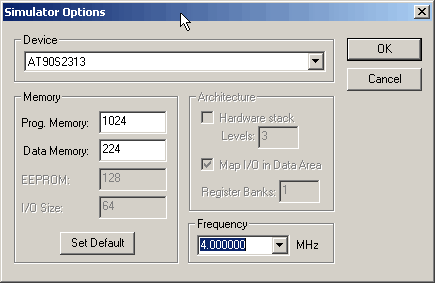 Simulator Options
Device
AT90S2313
OK
Cancel
Memory
Prog. Memory: 1024
Data Memory: 224
EEPROM: 128
I/O Size: 64
Set Default
Architecture
Hardware stack
Levels: 3
Map I/O in Data Area
Register Banks: 1
Frequency
4.000000 MHz